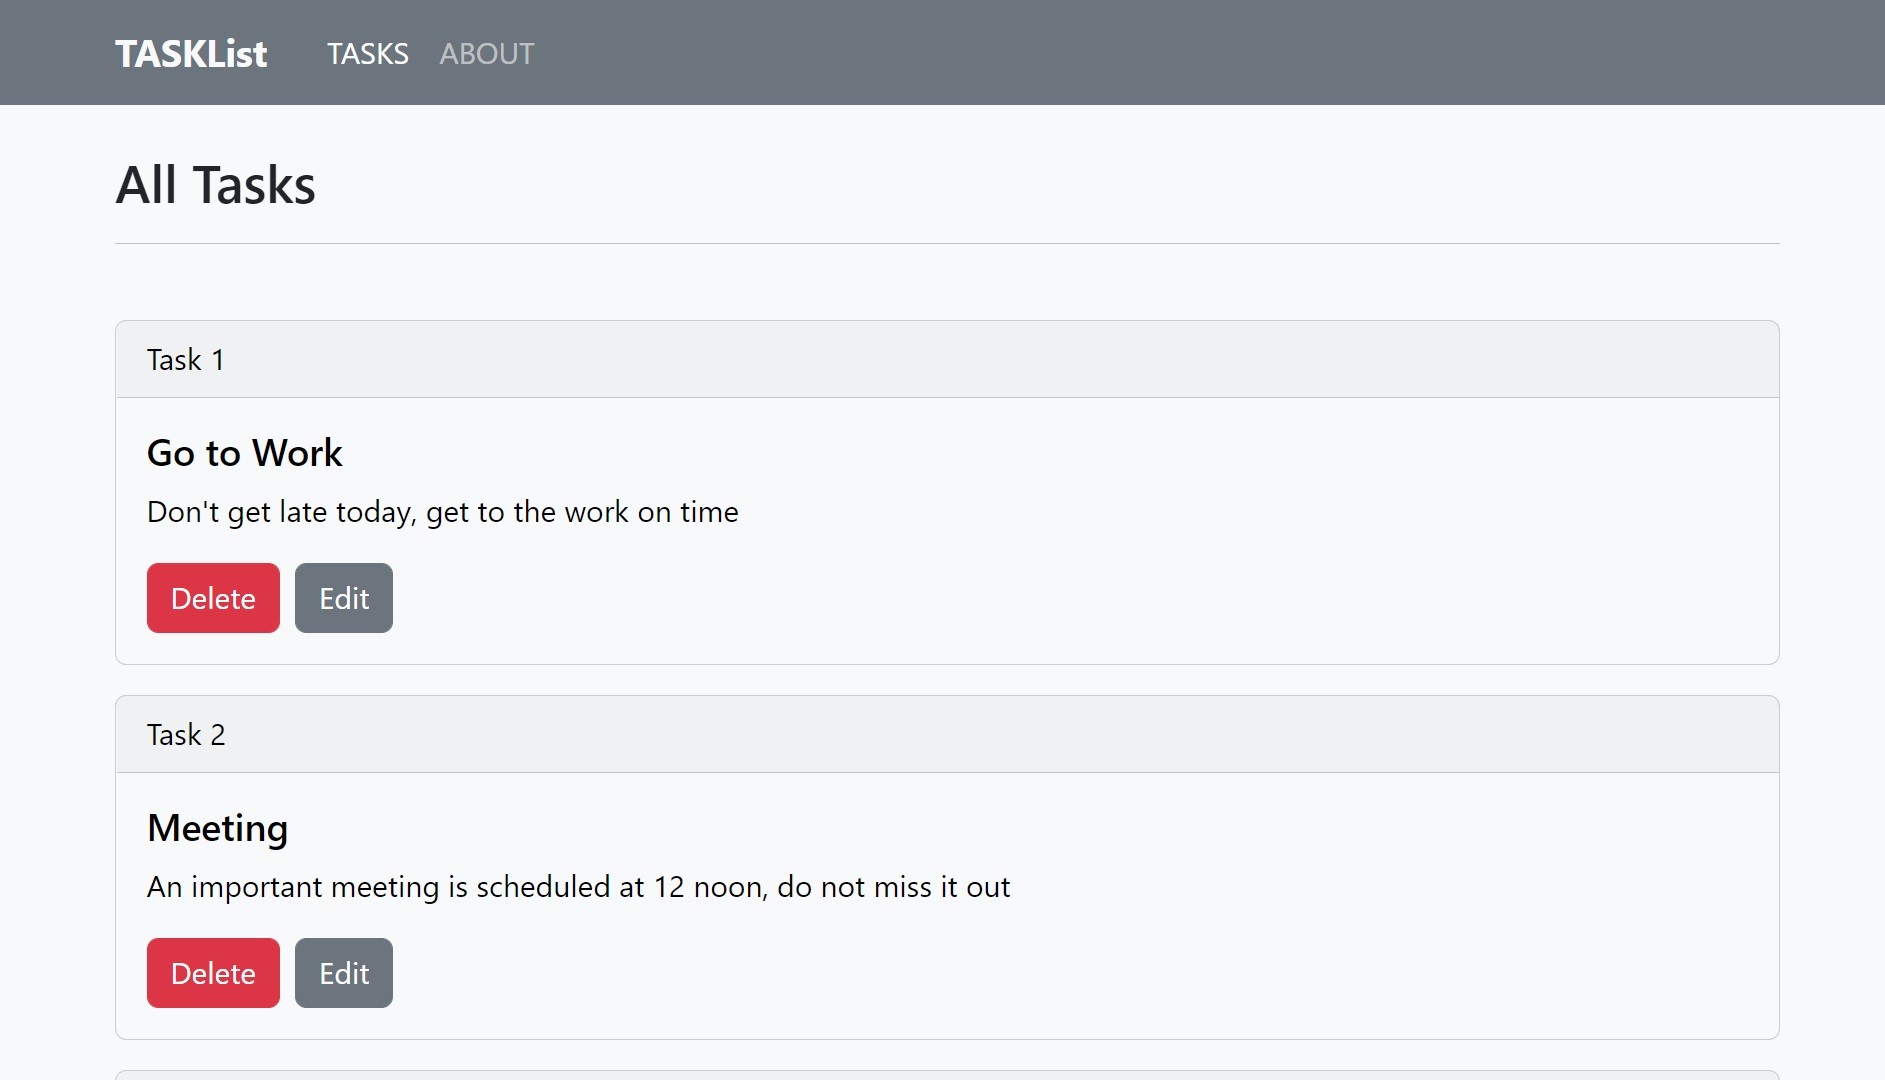 TASKList TASKS ABOUT
All Tasks
Task 1
Go to Work
Don't get late today, get to the work on time
Delete Edit
Task 2
Meeting
An important meeting is scheduled at 12 noon, do not miss it out
Delete Edit